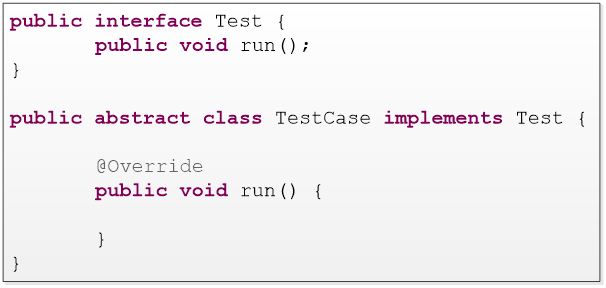 public interface Test {
public void run();
}
public abstract class TestCase implements Test {
@Override
public void run() {
}
}